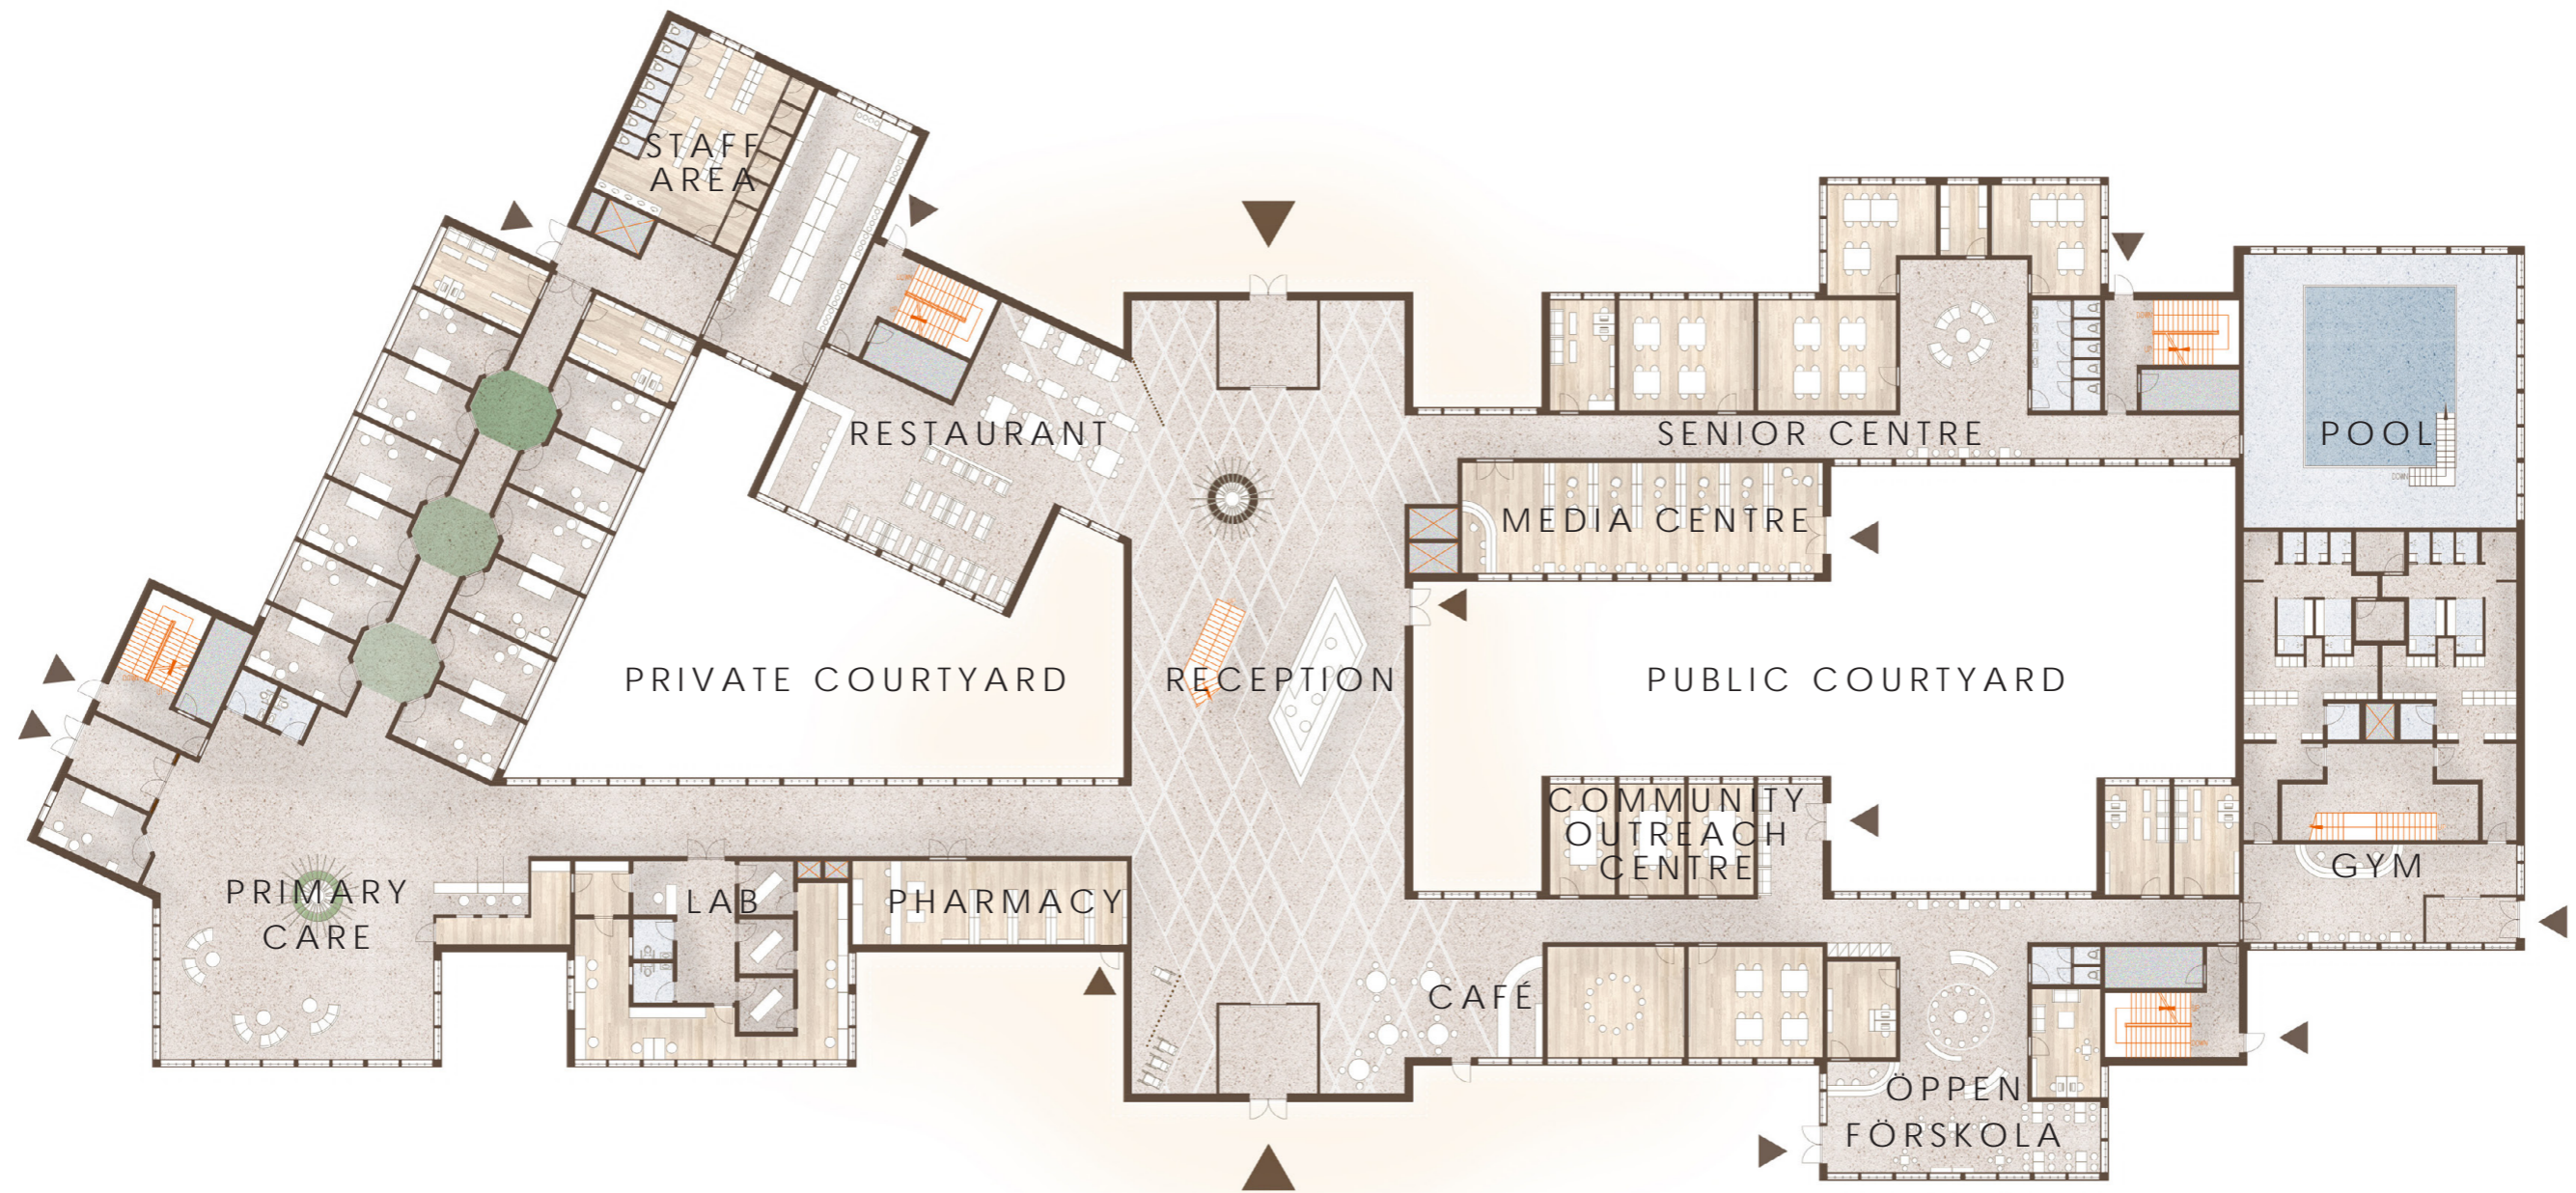 STAFF
AREA
RESTAURANT
SENIOR CENTRE
POOL
MEDIA CENTRE
PRIVATE COURTYARD
RECEPTION
PUBLIC COURTYARD
COMMUNITY
OUTREACH
CENTRE
GYM
PRIMARY
CARE
LAB
PHARMACY
CAFÉ
ÖPPEN
FÖRSKOLA